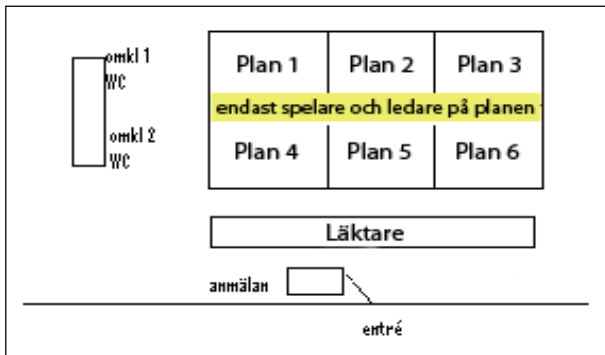 omkl 1
WC
Plan 1 Plan 2 Plan 3
endast spelare och ledare på planen
omkl 2
WC
Plan 4 Plan 5 Plan 6
Läktare
anmälan
entré